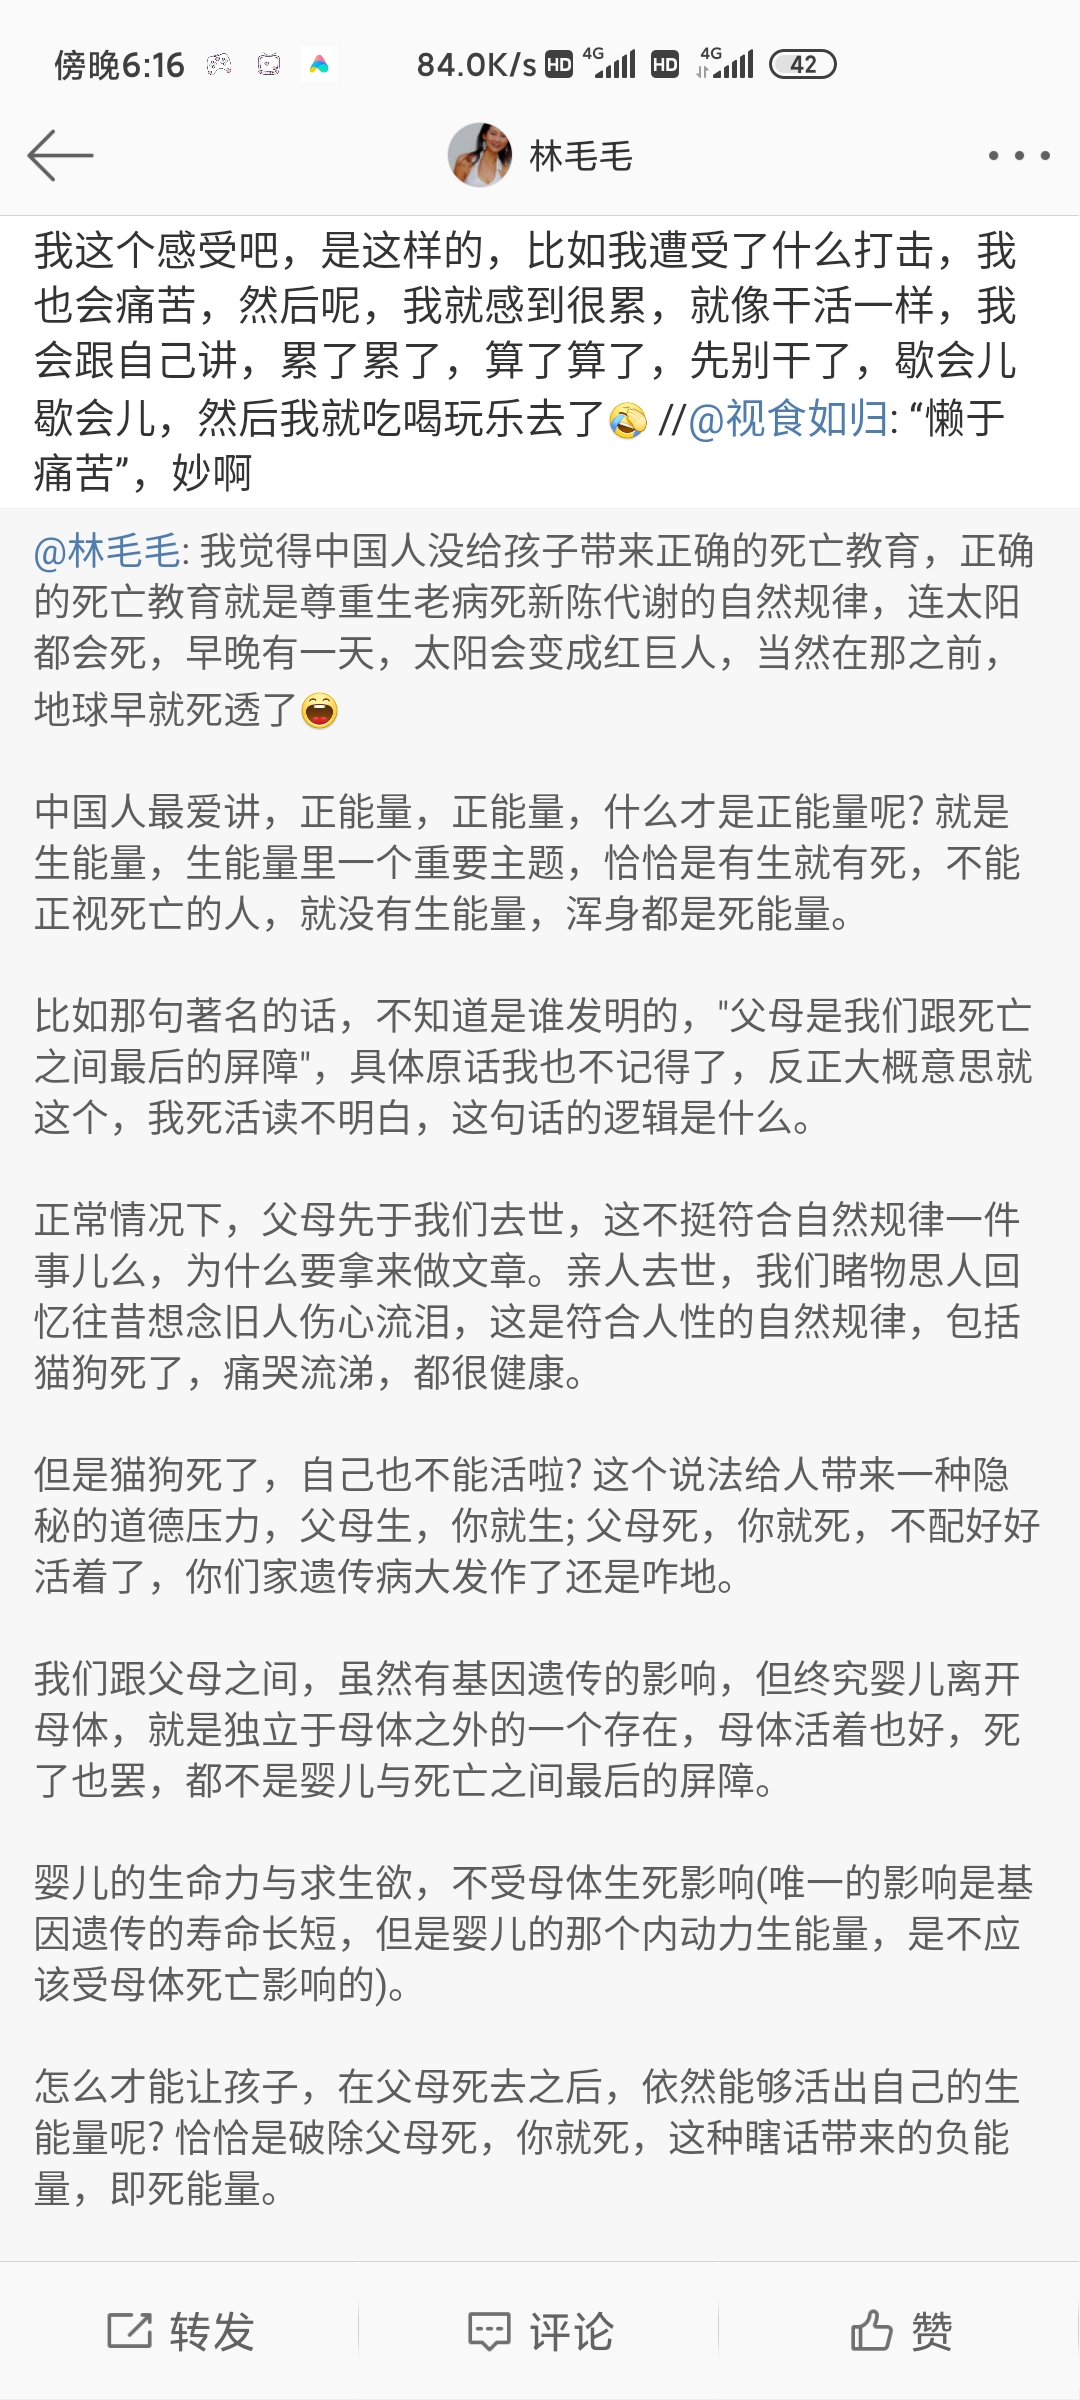 傍晚6:16 84.0K/s HD 4G HD 4G 42
林毛毛
我这个感受吧，是这样的，比如我遭受了什么打击，我
也会痛苦，然后呢，我就感到很累，就像干活一样，我
会跟自己讲，累了累了，算了算了，先别干了，歇会儿
歇会儿，然后我就吃喝玩乐去了🤣 //@视食如归: “懒于
痛苦”，妙啊
@林毛毛: 我觉得中国人没给孩子带来正确的死亡教育，正确
的死亡教育就是尊重生老病死新陈代谢的自然规律，连太阳
都会死，早晚有一天，太阳会变成红巨人，当然在那之前，
地球早就死透了😄
中国人最爱讲，正能量，正能量，什么才是正能量呢? 就是
生能量，生能量里一个重要主题，恰恰是有生就有死，不能
正视死亡的人，就没有生能量，浑身都是死能量。
比如那句著名的话，不知道是谁发明的，"父母是我们跟死亡
之间最后的屏障"，具体原话我也不记得了，反正大概意思就
这个，我死活读不明白，这句话的逻辑是什么。
正常情况下，父母先于我们去世，这不挺符合自然规律一件
事儿么，为什么要拿来做文章。亲人去世，我们睹物思人回
忆往昔想念旧人伤心流泪，这是符合人性的自然规律，包括
猫狗死了，痛哭流涕，都很健康。
但是猫狗死了，自己也不能活啦? 这个说法给人带来一种隐
秘的道德压力，父母生，你就生; 父母死，你就死，不配好好
活着了，你们家遗传病大发作了还是咋地。
我们跟父母之间，虽然有基因遗传的影响，但终究婴儿离开
母体，就是独立于母体之外的一个存在，母体活着也好，死
了也罢，都不是婴儿与死亡之间最后的屏障。
婴儿的生命力与求生欲，不受母体生死影响(唯一的影响是基
因遗传的寿命长短，但是婴儿的那个内动力生能量，是不应
该受母体死亡影响的)。
怎么才能让孩子，在父母死去之后，依然能够活出自己的生
能量呢? 恰恰是破除父母死，你就死，这种瞎话带来的负能
量，即死能量。
转发 评论 赞